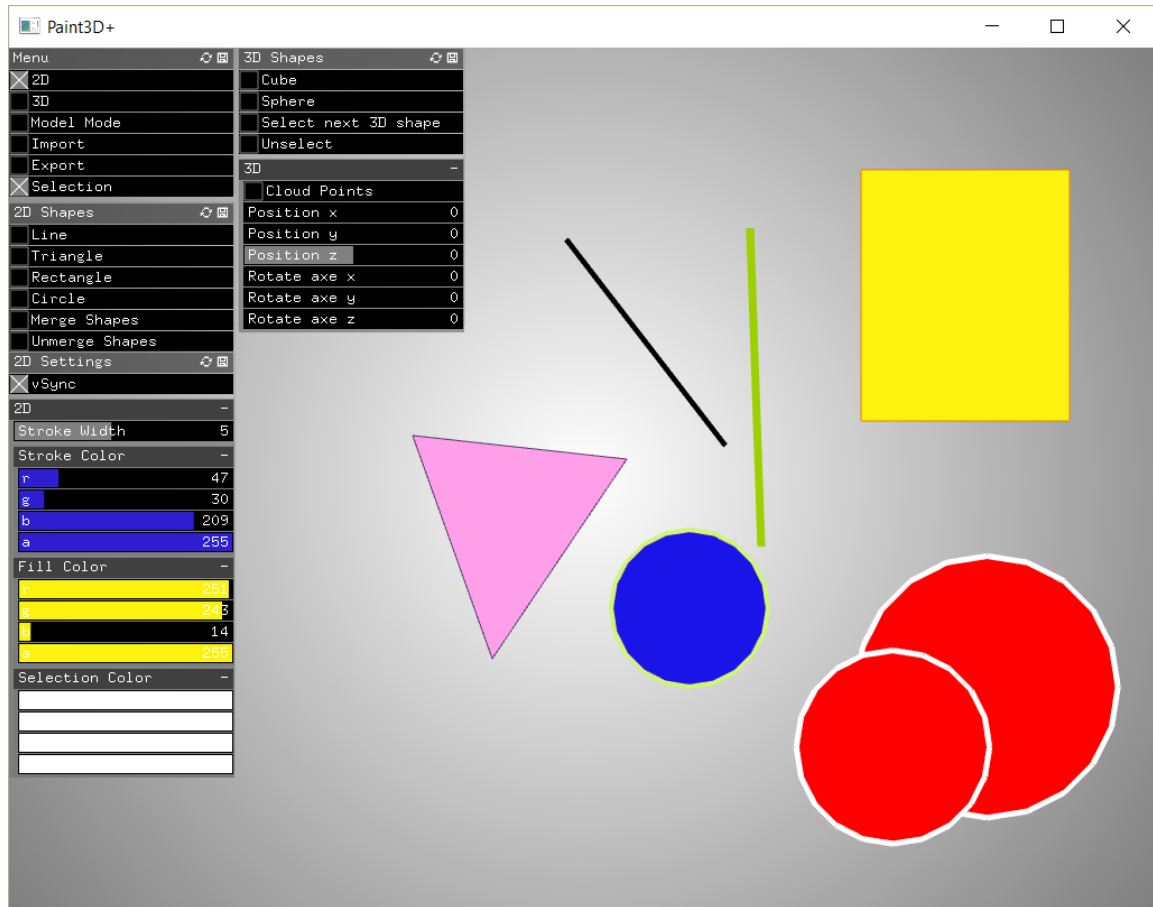 Paint3D+
Menu
2D
3D
Model Mode
Import
Export
Selection
2D Shapes
Line
Triangle
Rectangle
Circle
Merge Shapes
Unmerge Shapes
2D Settings
vSync
2D
Stroke Width 5
Stroke Color
r 47
g 30
b 209
a 255
Fill Color
r 251
g 243
b 14
a 255
Selection Color
3D Shapes
Cube
Sphere
Select next 3D shape
Unselect
3D
Cloud Points
Position x 0
Position y 0
Position z 0
Rotate axe x 0
Rotate axe y 0
Rotate axe z 0